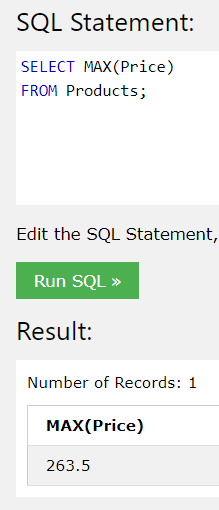 SQL Statement:
SELECT MAX(Price)
FROM Products;
Edit the SQL Statement,
Run SQL »
Result:
Number of Records: 1
MAX(Price)
263.5